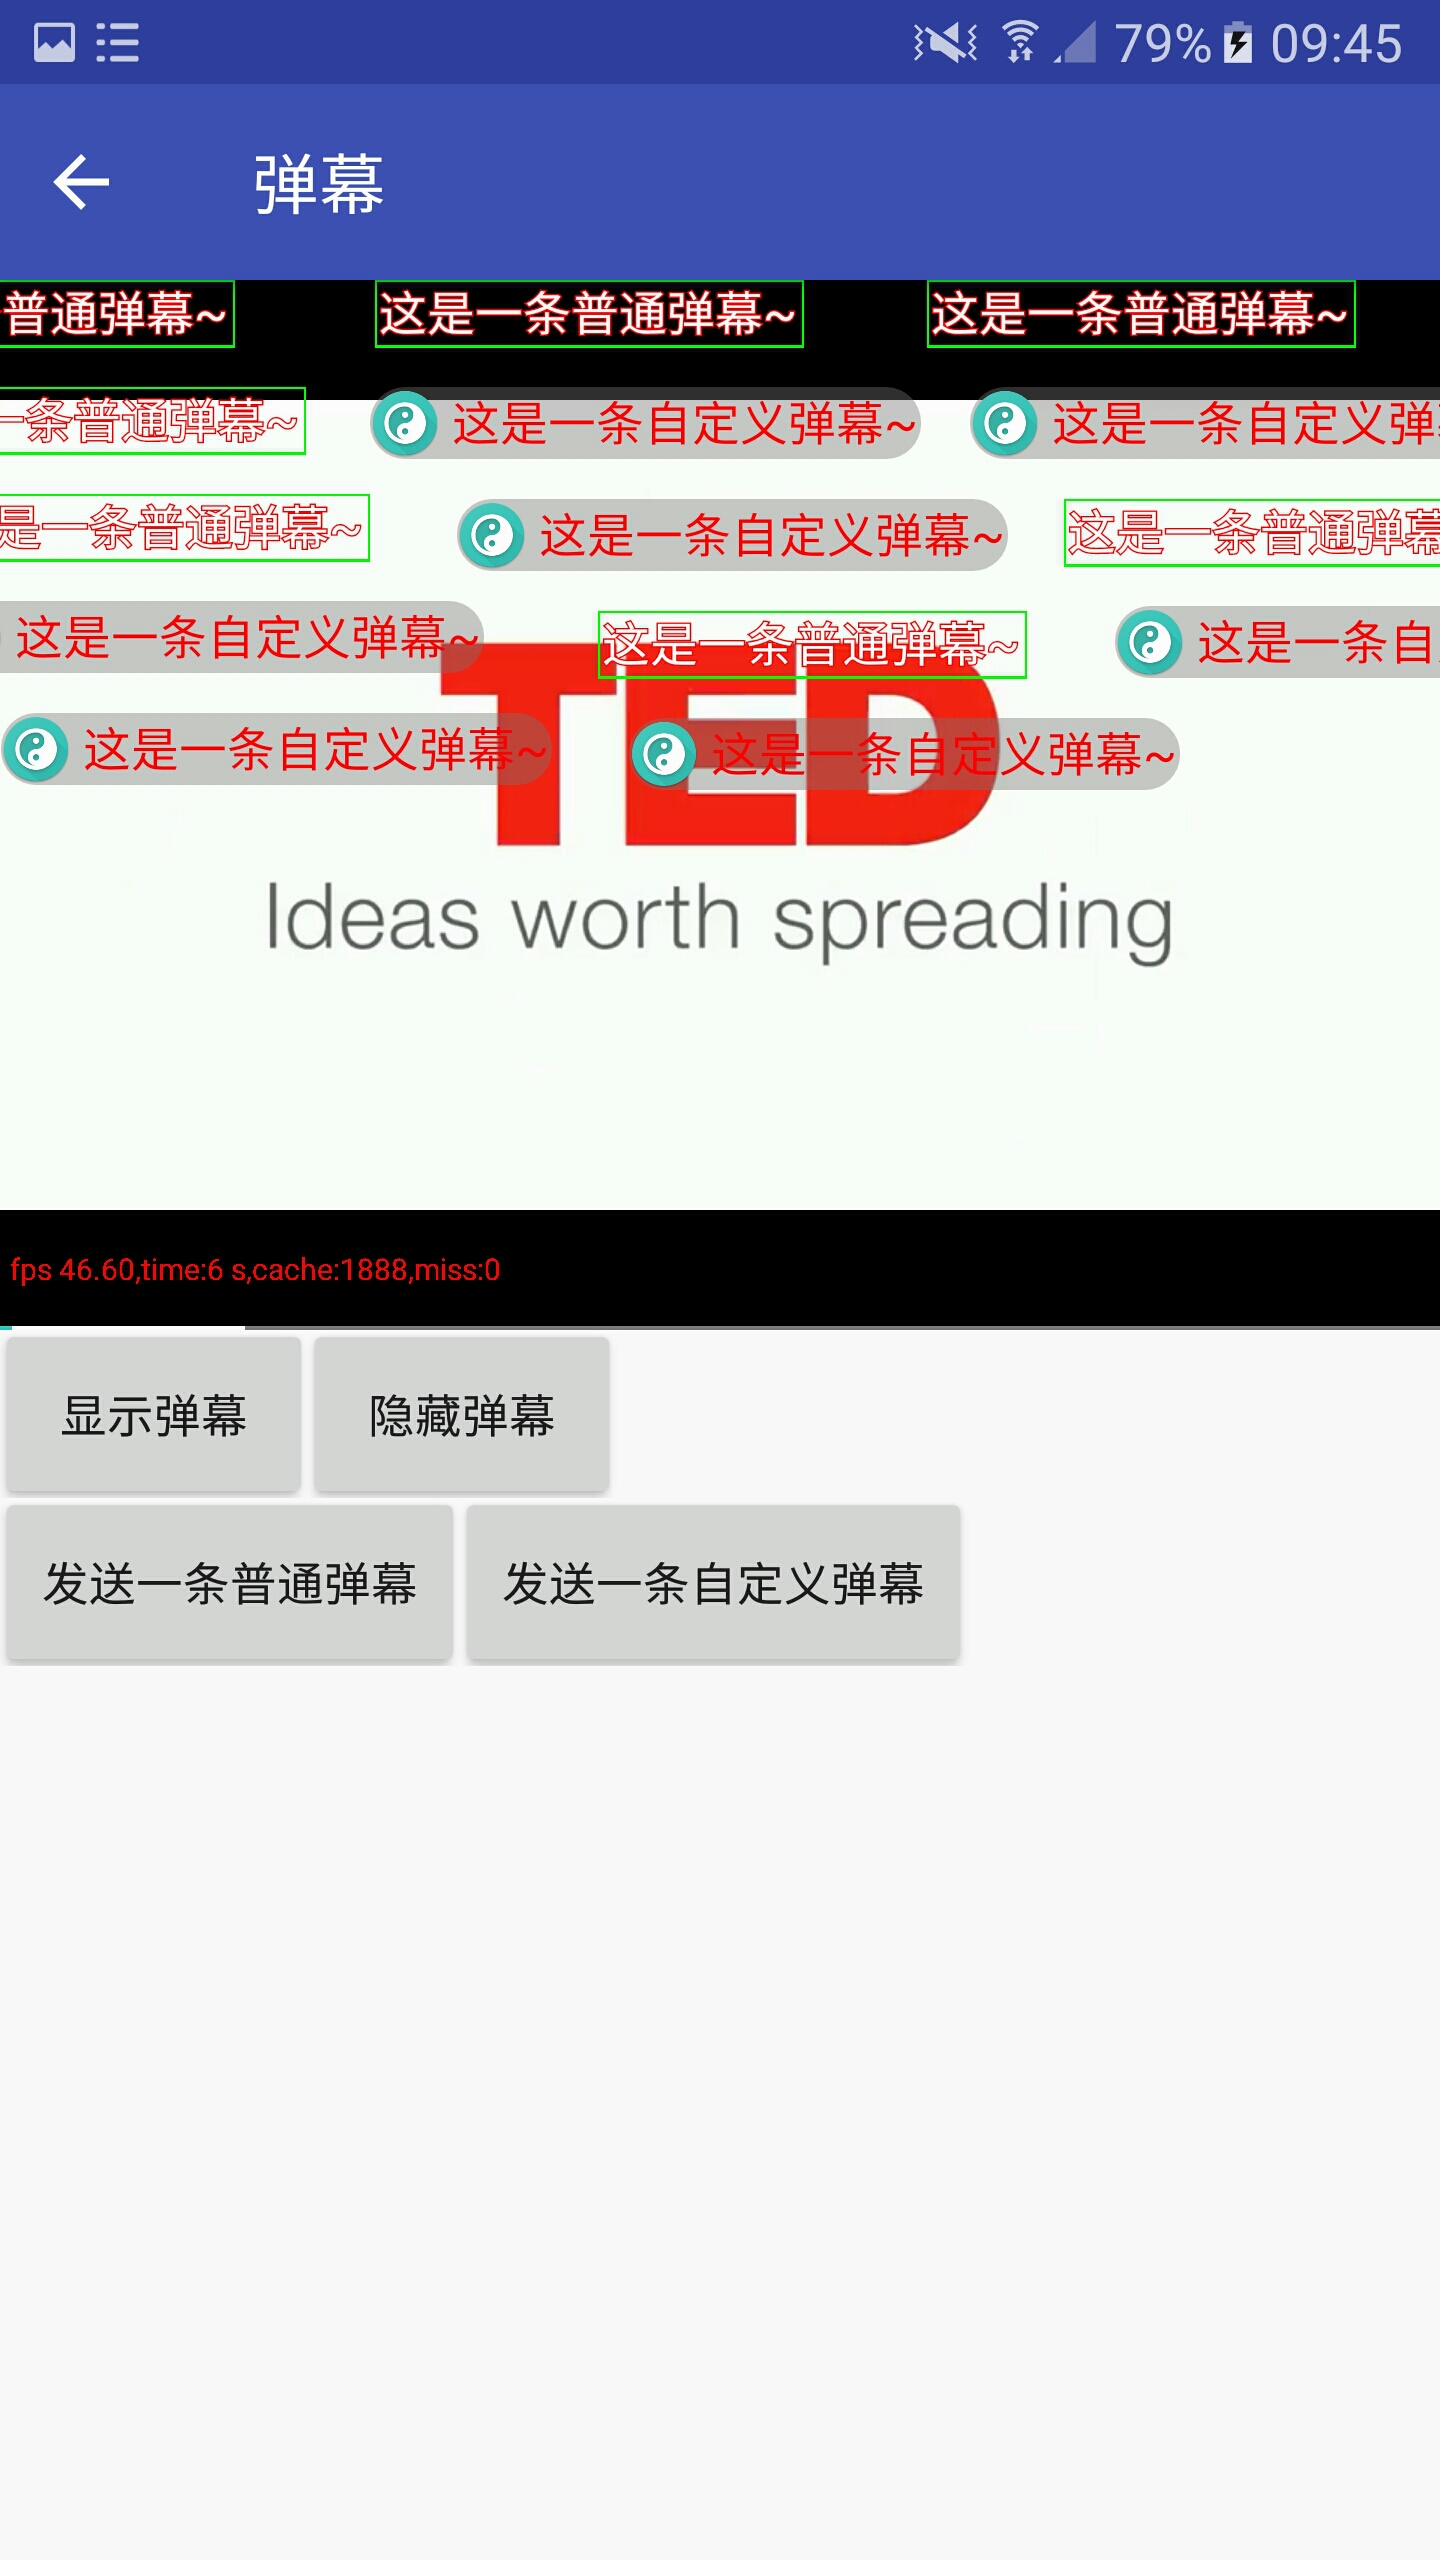 79% 09:45
弹幕
普通弹幕~ 这是一条普通弹幕~ 这是一条普通弹幕~
一条普通弹幕~ 这是一条自定义弹幕~ 这是一条自定义弹
是一条普通弹幕~ 这是一条自定义弹幕~ 这是一条普通弹幕
这是一条自定义弹幕~ 这是一条普通弹幕~ 这是一条自
这是一条自定义弹幕~ 这是一条自定义弹幕~
TED
Ideas worth spreading
fps 46.60,time:6 s,cache:1888,miss:0
显示弹幕 隐藏弹幕
发送一条普通弹幕 发送一条自定义弹幕